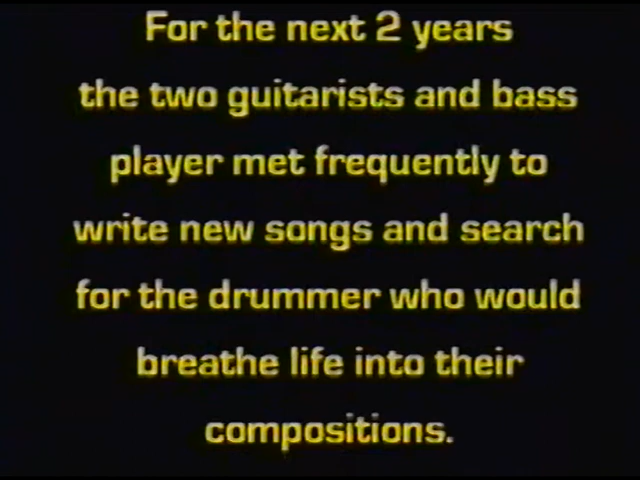 For the next 2 years
the two guitarists and bass
player met frequently to
write new songs and search
for the drummer who would
breathe life into their
compositions.